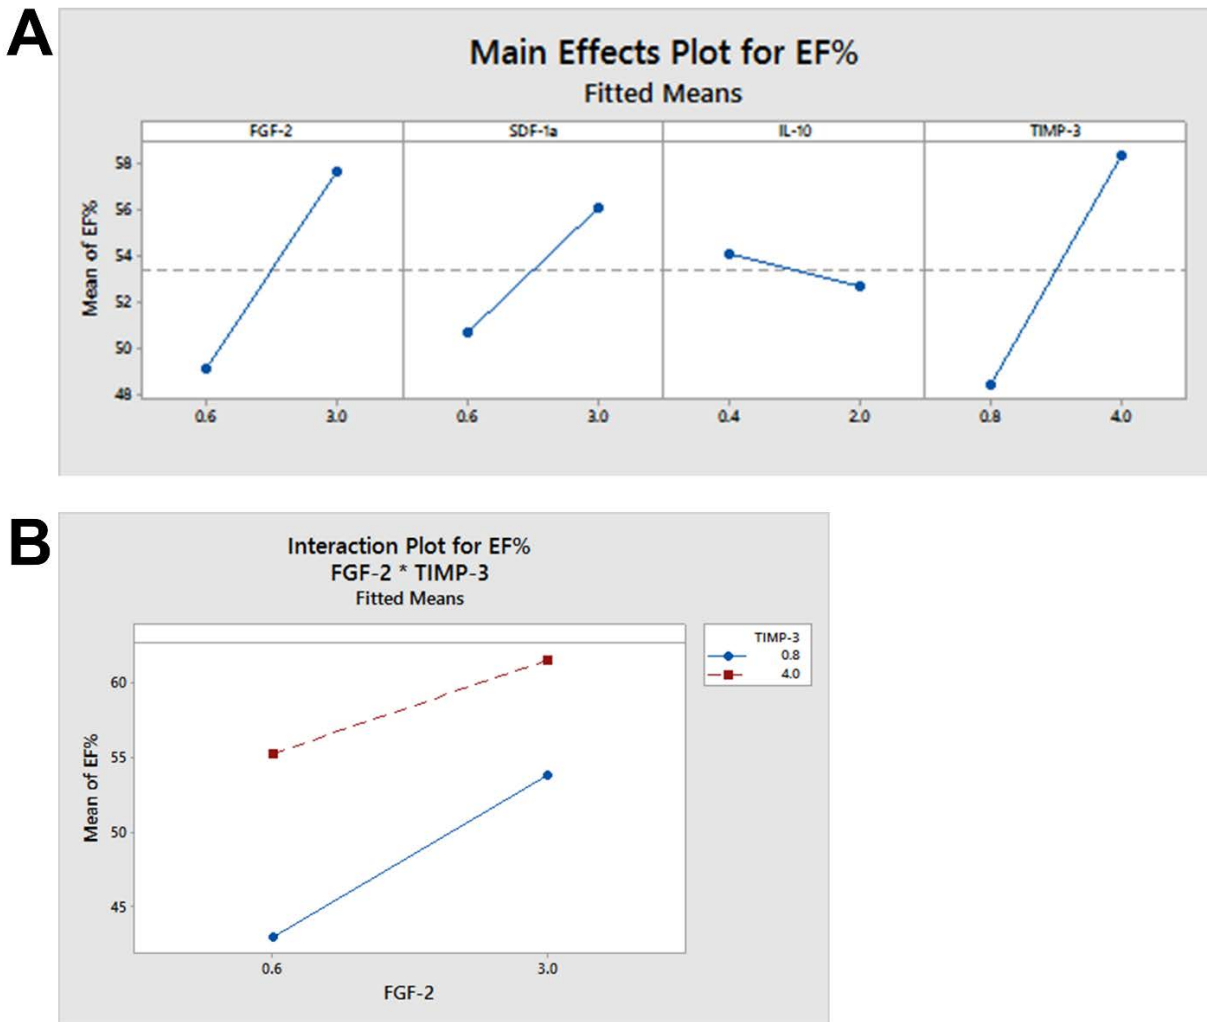 A
Main Effects Plot for EF%
Fitted Means
FGF-2 SDF-1a IL-10 TIMP-3
Mean of EF%
58
56
54
52
50
48
0.6 3.0 0.6 3.0 0.4 2.0 0.8 4.0
B
Interaction Plot for EF%
FGF-2 * TIMP-3
Fitted Means
TIMP-3
0.8
4.0
Mean of EF%
60
55
50
45
0.6 3.0
FGF-2